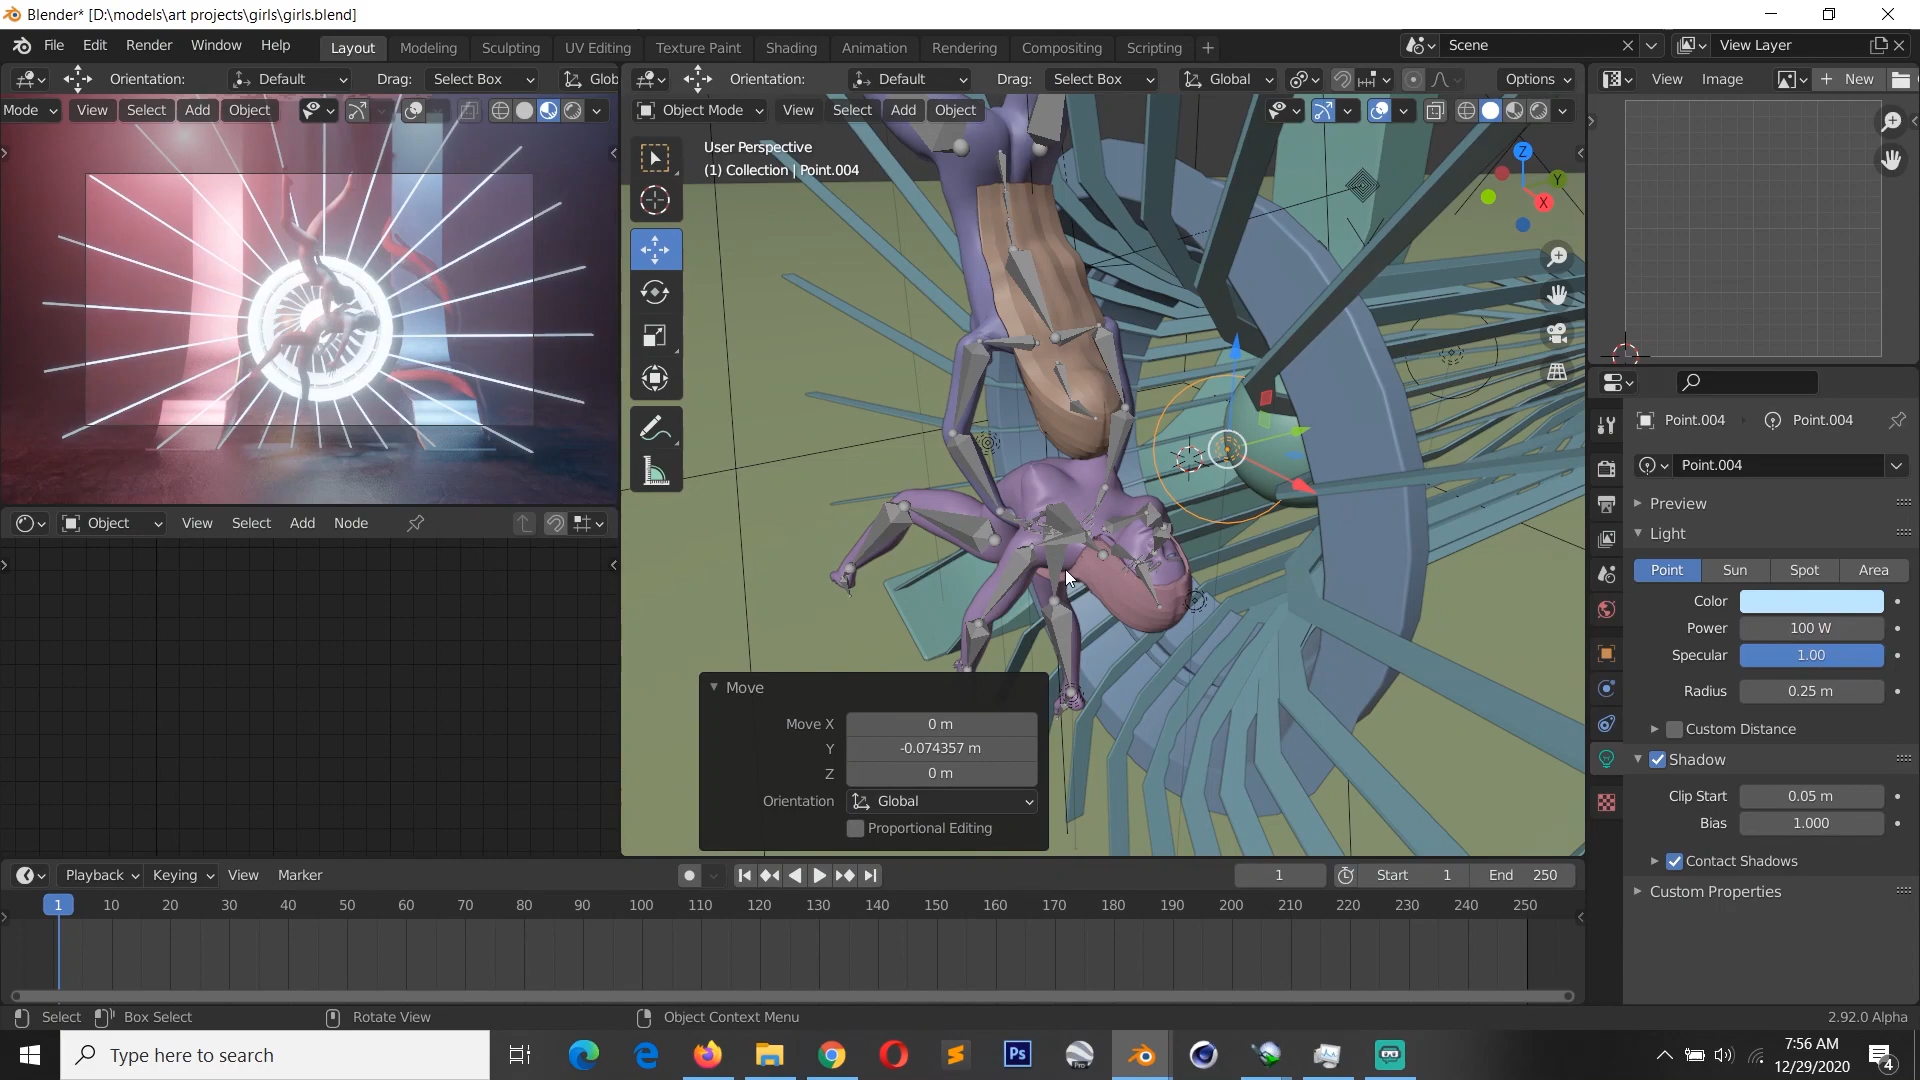 Blender* [D:\models\art projects\girls\girls.blend]
File Edit Render Window Help Layout Modeling Sculpting UV Editing Texture Paint Shading Animation Rendering Compositing Scripting Scene View Layer
Orientation: Default Drag: Select Box Glob
Orientation: Default Drag: Select Box Global Options
View Image New
Mode View Select Add Object
Object Mode View Select Add Object
User Perspective
(1) Collection | Point.004
Z
Y
X
Point.004 Point.004
Point.004
Preview
Light
Point Sun Spot Area
Color
Power 100 W
Specular 1.00
Radius 0.25 m
Custom Distance
Shadow
Clip Start 0.05 m
Bias 1.000
Contact Shadows
Custom Properties
Object View Select Add Node
Move
Move X 0 m
Y -0.074357 m
Z 0 m
Orientation Global
Proportional Editing
Playback Keying View Marker 1 Start 1 End 250
1 10 20 30 40 50 60 70 80 90 100 110 120 130 140 150 160 170 180 190 200 210 220 230 240 250
Select Box Select Rotate View Object Context Menu 2.92.0 Alpha
Type here to search
Ps
Pro
7:56 AM
12/29/2020
4